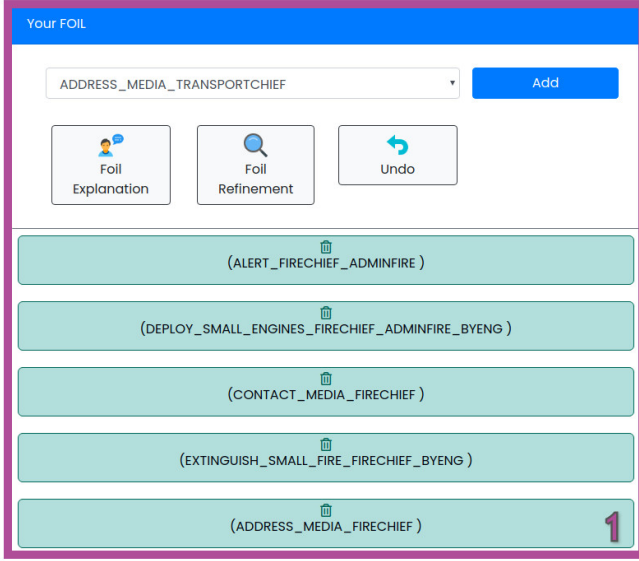 Your FOIL
ADDRESS_MEDIA_TRANSPORTCHIEF
Add
Foil
Explanation
Foil
Refinement
Undo
(ALERT_FIRECHIEF_ADMINFIRE )
(DEPLOY_SMALL_ENGINES_FIRECHIEF_ADMINFIRE_BYENG )
(CONTACT_MEDIA_FIRECHIEF )
(EXTINGUISH_SMALL_FIRE_FIRECHIEF_BYENG )
(ADDRESS_MEDIA_FIRECHIEF )
1